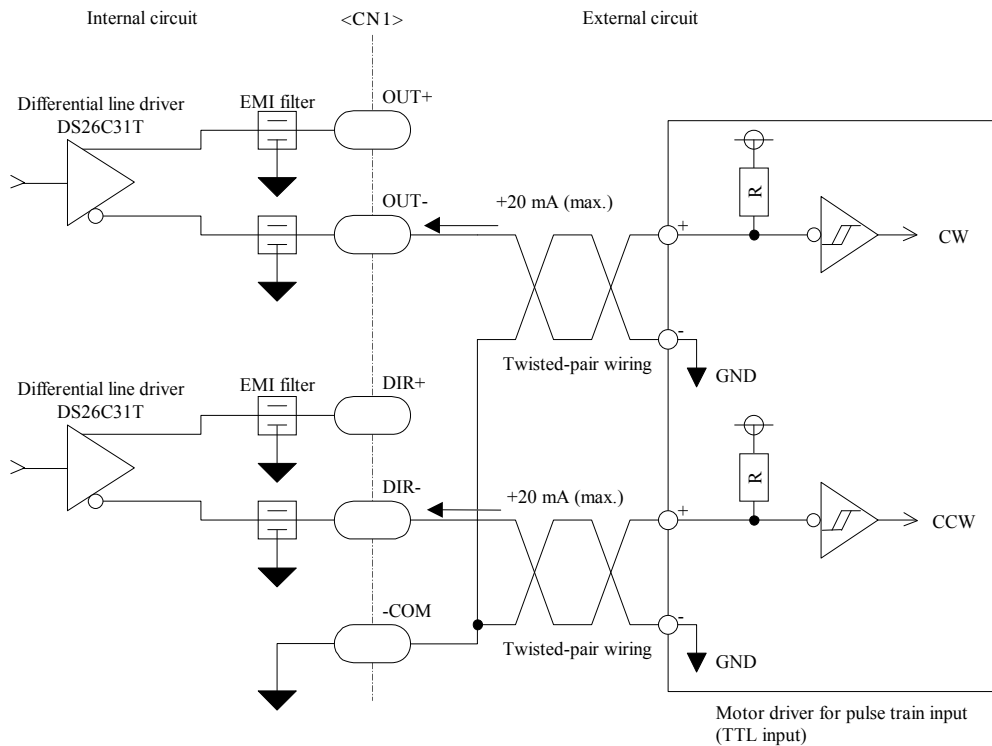 Internal circuit
<CN1>
External circuit
Differential line driver
DS26C31T
EMI filter
OUT+
OUT-
+20 mA (max.)
+
R
CW
-
Twisted-pair wiring
GND
Differential line driver
DS26C31T
EMI filter
DIR+
DIR-
+20 mA (max.)
+
R
CCW
-COM
-
Twisted-pair wiring
GND
Motor driver for pulse train input
(TTL input)